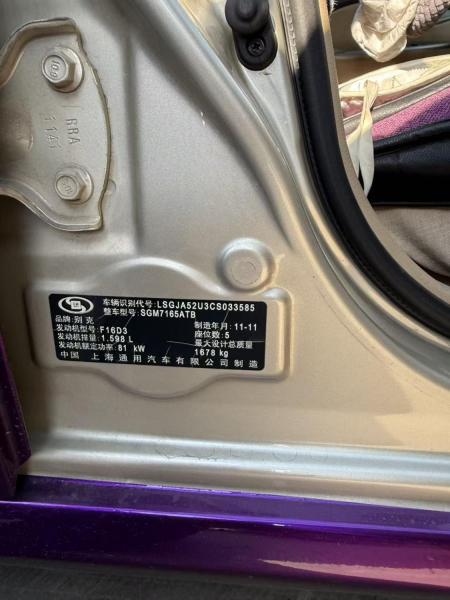 RRA
11A1
车辆识别代号: LSGJA52U3CS033585
整车型号: SGM7165ATB
品牌: 别克 制造年月: 11-11
发动机型号: F16D3 座位数: 5
发动机排量: 1.598 L 最大设计总质量
发动机额定功率: 81 kW 1678 kg
中国 上海通用汽车有限公司制造